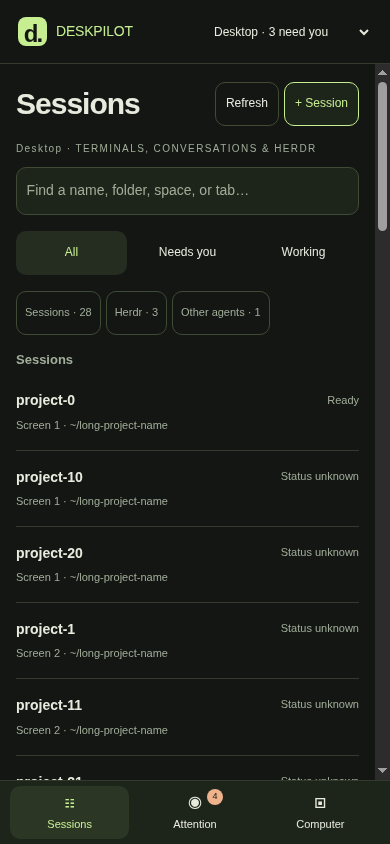 d. DESKPILOT
Desktop · 3 need you
Sessions
Refresh
+ Session
Desktop · TERMINALS, CONVERSATIONS & HERDR
Find a name, folder, space, or tab…
All
Needs you
Working
Sessions · 28
Herdr · 3
Other agents · 1
Sessions
project-0
Ready
Screen 1 · ~/long-project-name
project-10
Status unknown
Screen 1 · ~/long-project-name
project-20
Status unknown
Screen 1 · ~/long-project-name
project-1
Status unknown
Screen 2 · ~/long-project-name
project-11
Status unknown
Screen 2 · ~/long-project-name
project-21
Status unknown
4
Sessions
Attention
Computer